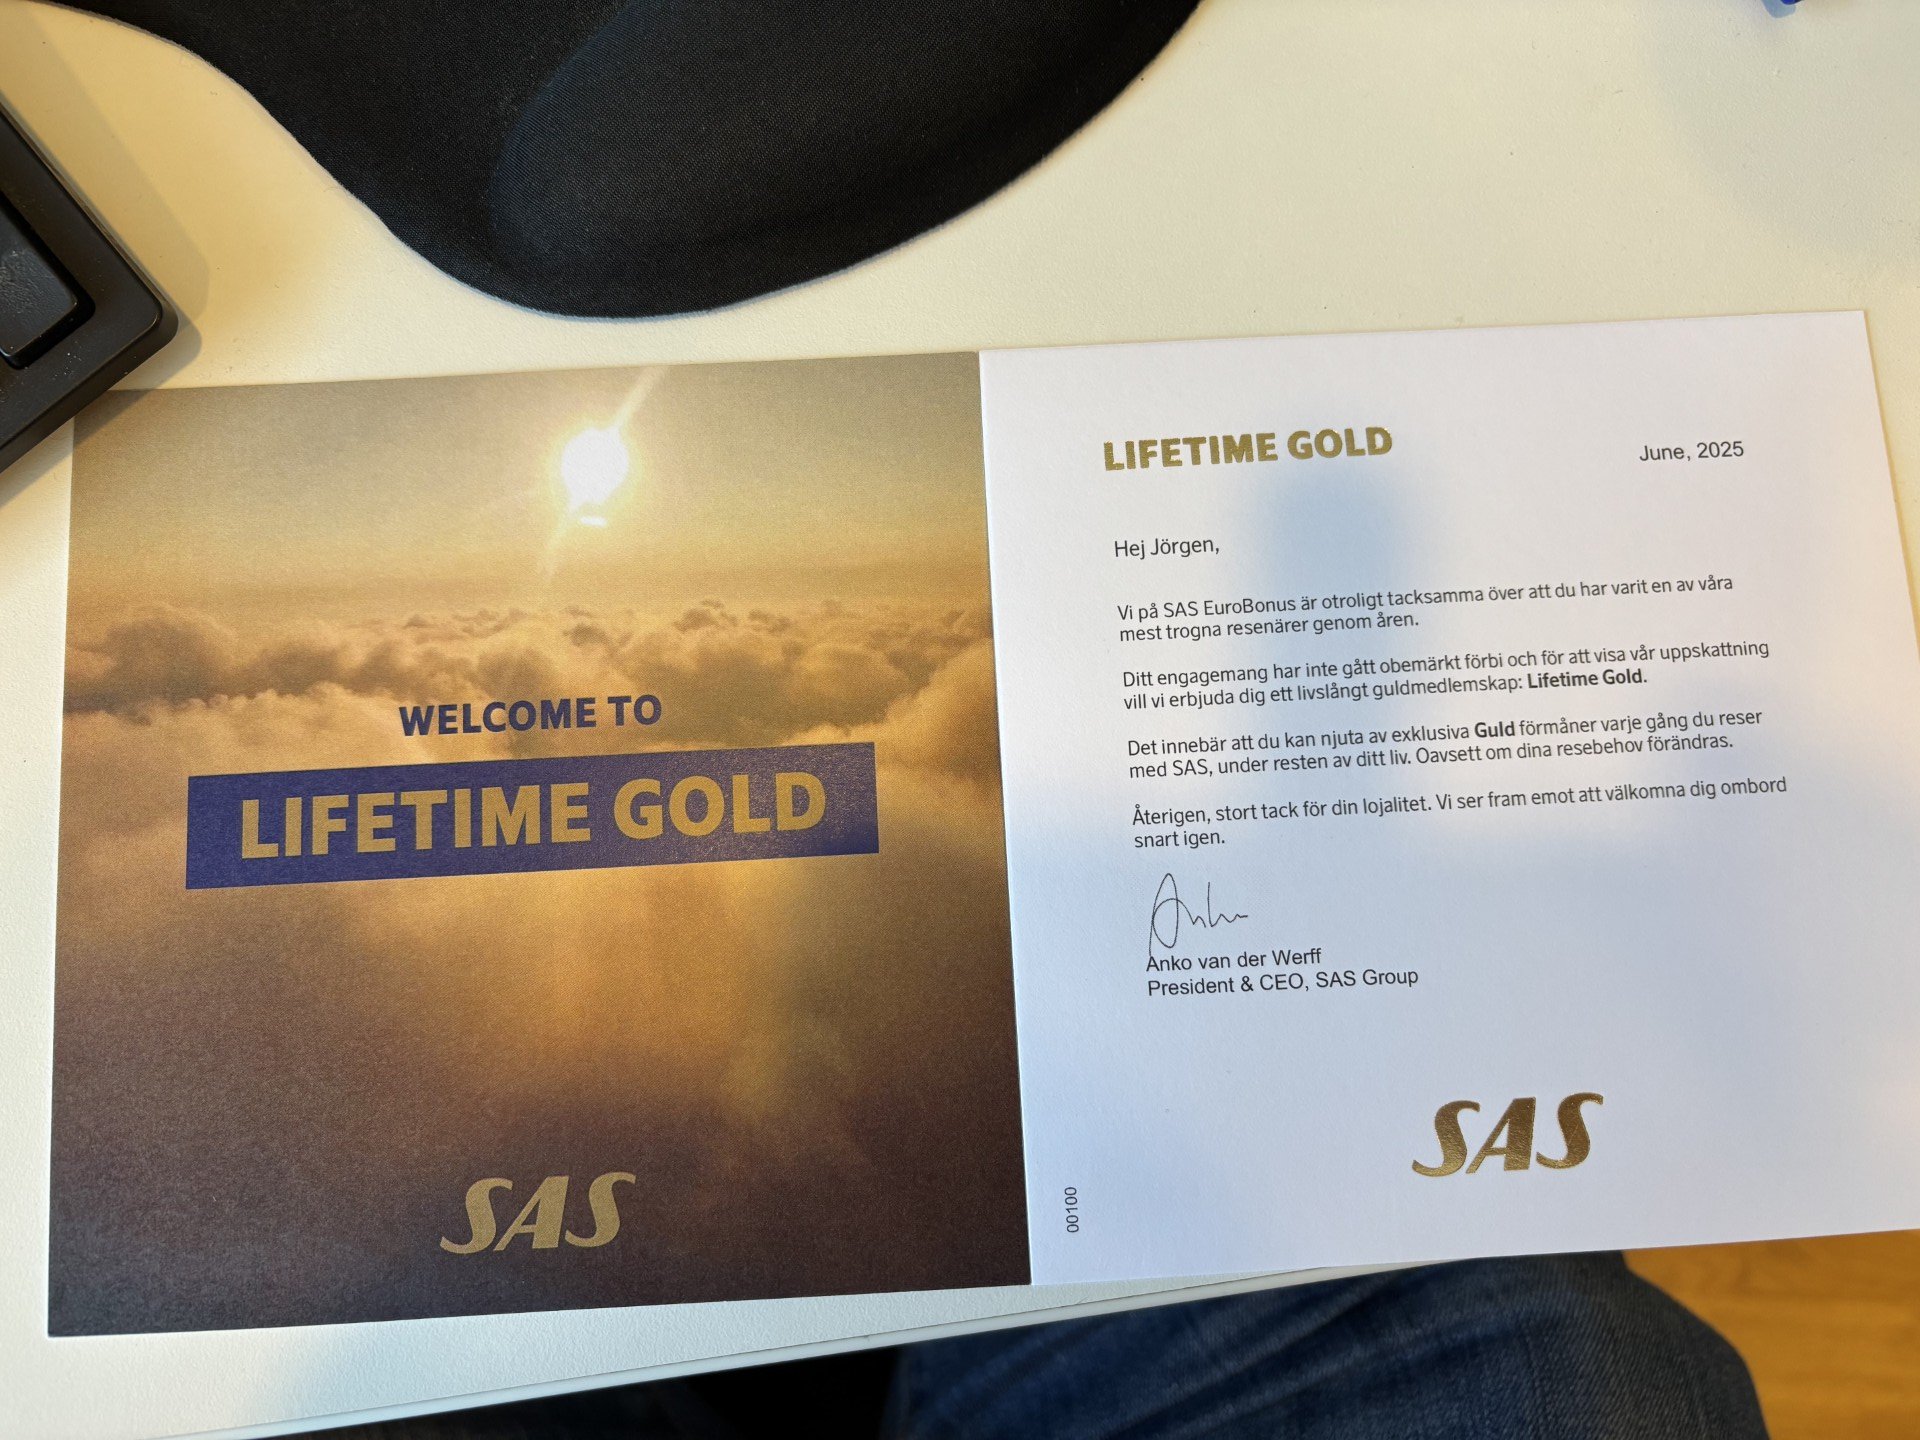 WELCOME TO
LIFETIME GOLD
SAS
LIFETIME GOLD
June, 2025
Hej Jörgen,
Vi på SAS EuroBonus är otroligt tacksamma över att du har varit en av våra
mest trogna resenärer genom åren.
Ditt engagemang har inte gått obemärkt förbi och för att visa vår uppskattning
vill vi erbjuda dig ett livslångt guldmedlemskap: Lifetime Gold.
Det innebär att du kan njuta av exklusiva Guld förmåner varje gång du reser
med SAS, under resten av ditt liv. Oavsett om dina resebehov förändras.
Återigen, stort tack för din lojalitet. Vi ser fram emot att välkomna dig ombord
snart igen.
Anko
Anko van der Werff
President & CEO, SAS Group
SAS
00100